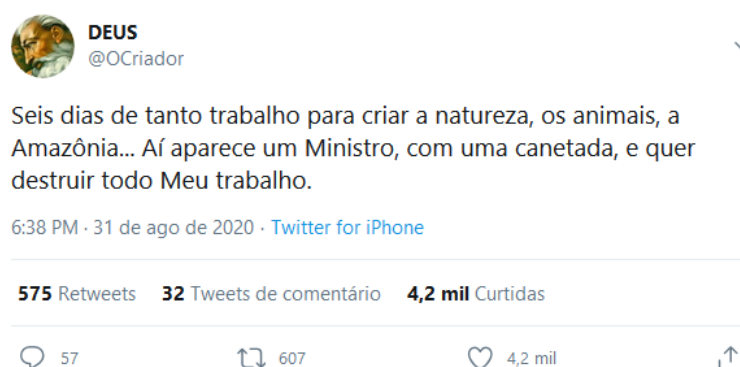 DEUS
@OCriador
Seis dias de tanto trabalho para criar a natureza, os animais, a
Amazônia... Aí aparece um Ministro, com uma canetada, e quer
destruir todo Meu trabalho.
6:38 PM · 31 de ago de 2020 · Twitter for iPhone
575 Retweets 32 Tweets de comentário 4,2 mil Curtidas
57 607 4,2 mil